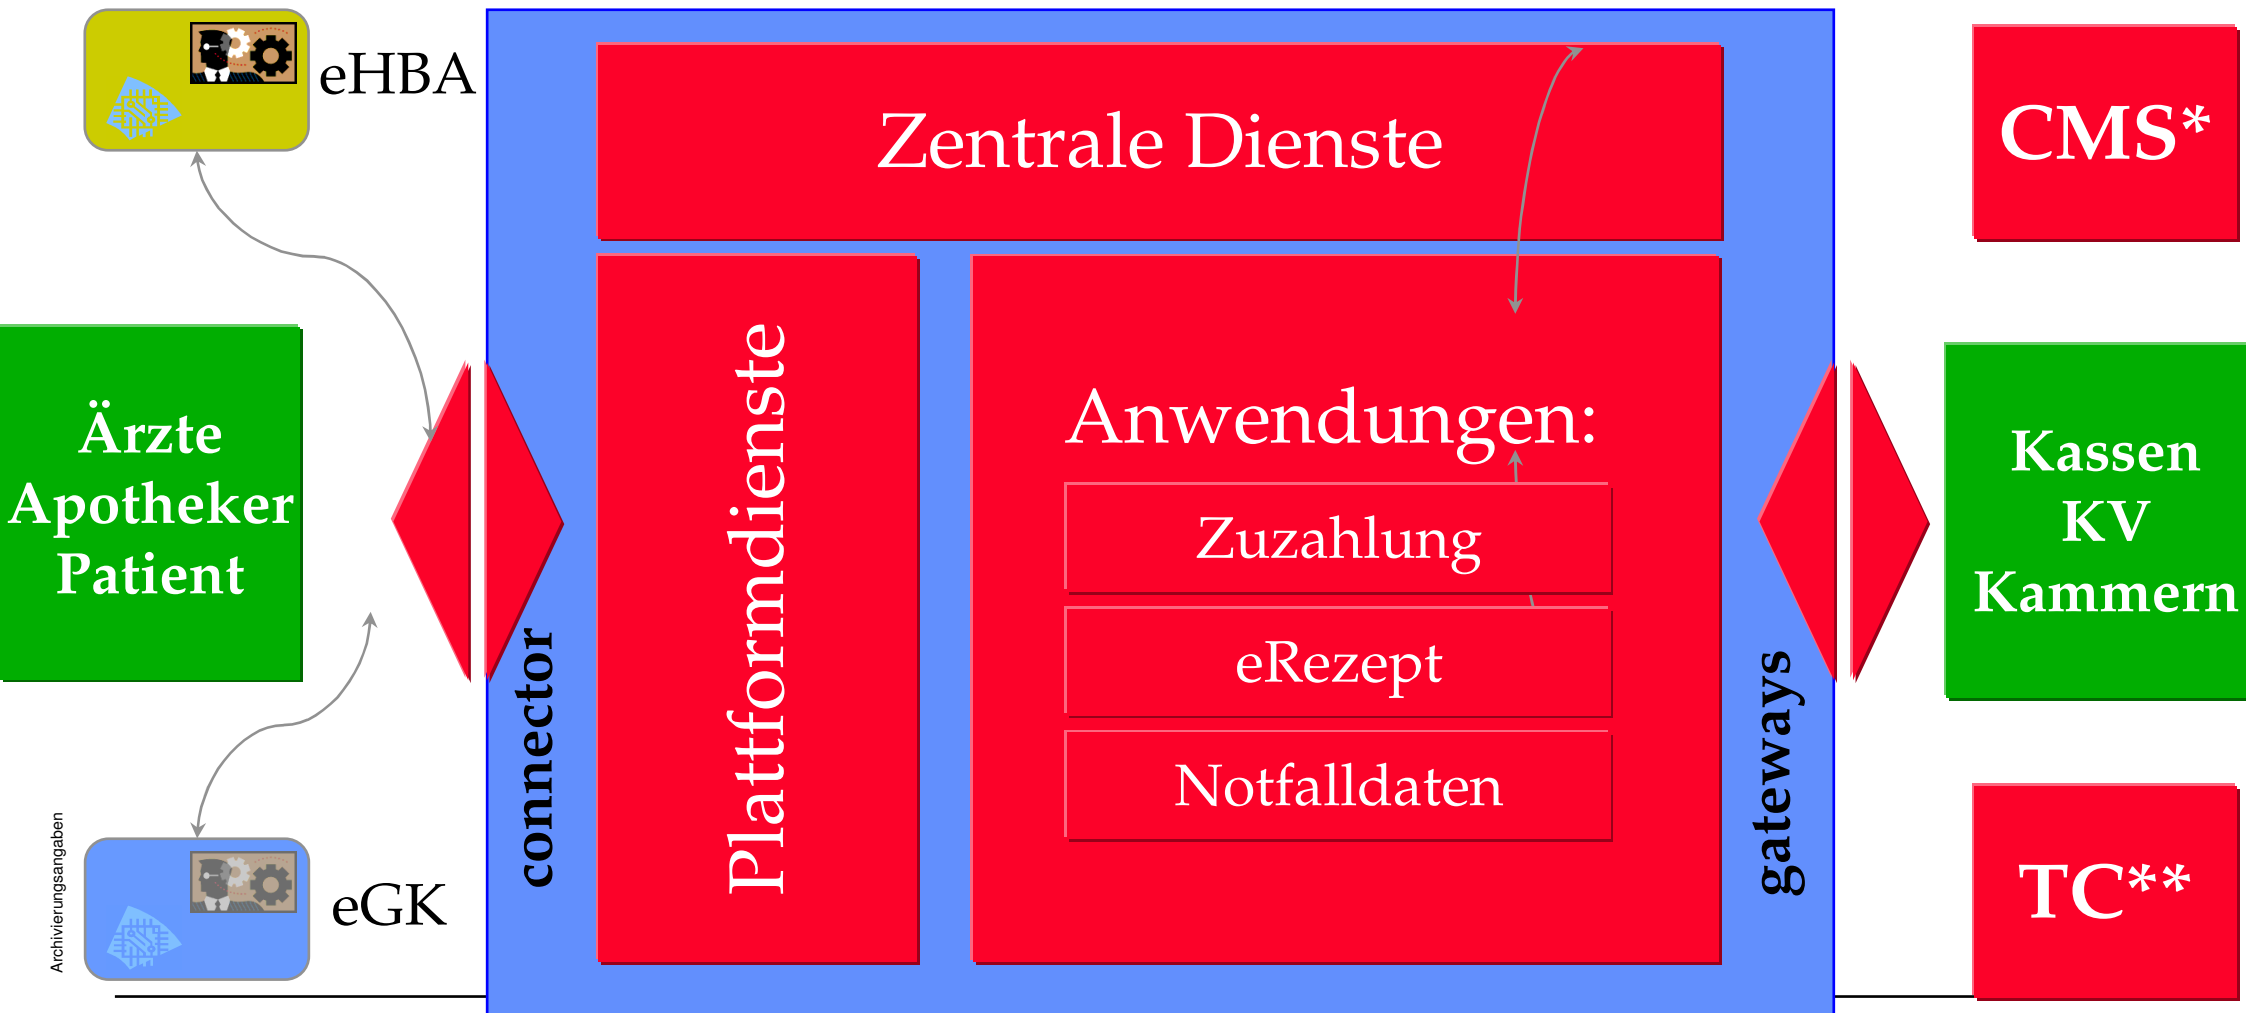 eHBA
Zentrale Dienste
CMS*
Ärzte
Apotheker
Patient
connector
Plattformdienste
Anwendungen:
Zuzahlung
eRezept
Notfalldaten
gateways
Kassen
KV
Kammern
Archivierungsangaben
eGK
TC**